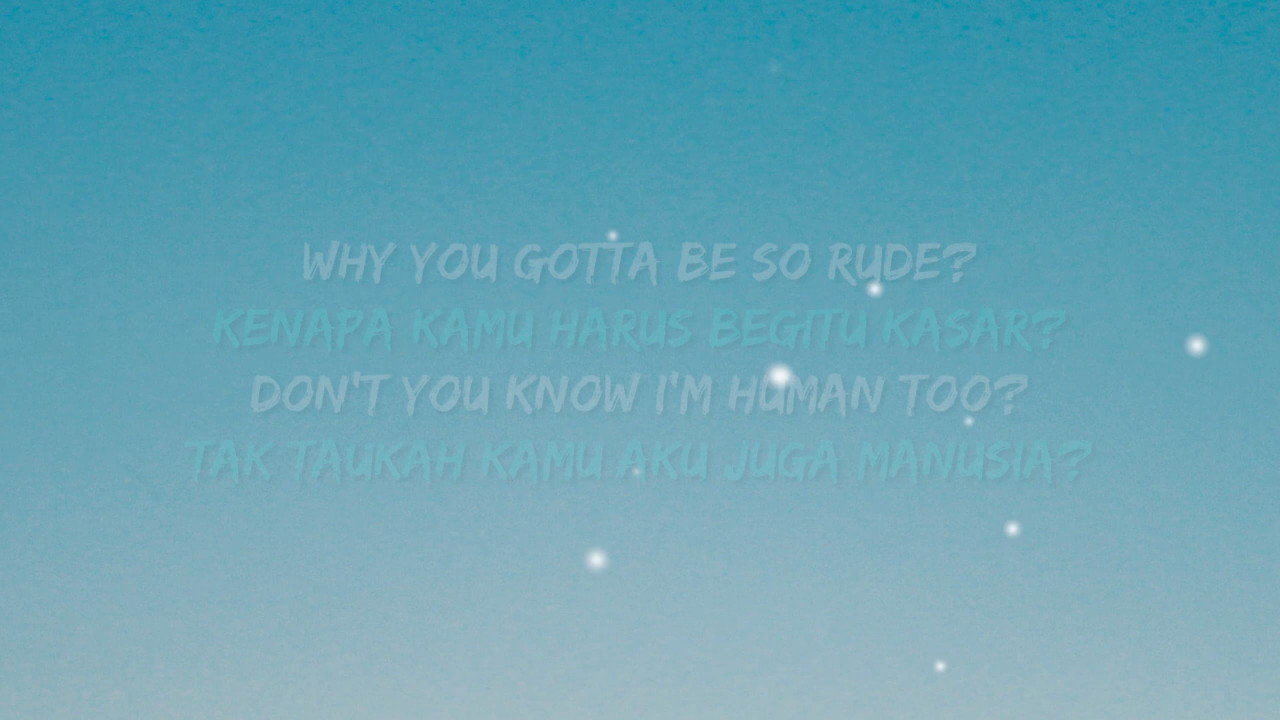 WHY YOU GOTTA BE SO RUDE?
KENAPA KAMU HARUS BEGITU KASAR?
DON'T YOU KNOW I'M HUMAN TOO?
TAK TAUKAH KAMU AKU JUGA MANUSIA?